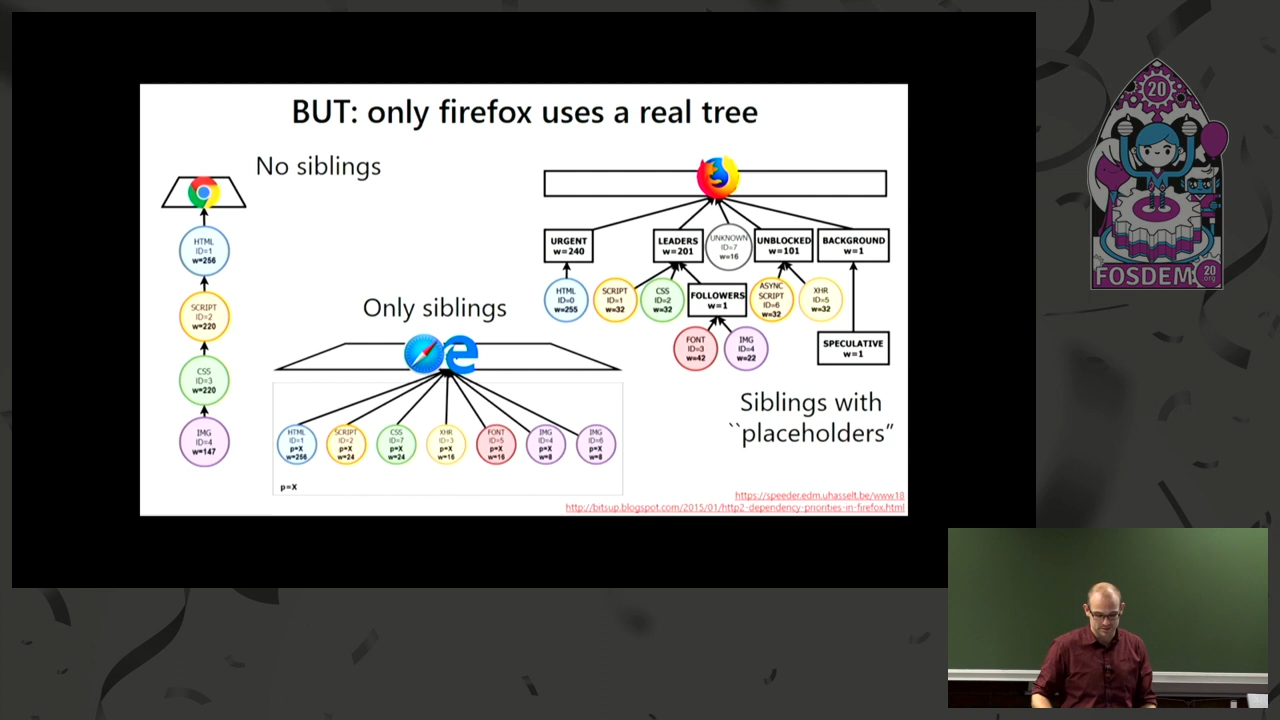 BUT: only firefox uses a real tree
No siblings
HTML
ID=1
w=256
SCRIPT
ID=2
w=220
CSS
ID=3
w=220
IMG
ID=4
w=147
Only siblings
HTML
ID=1
p=X
w=256
SCRIPT
ID=2
p=X
w=24
CSS
ID=7
p=X
w=24
XHR
ID=3
p=X
w=16
FONT
ID=5
p=X
w=16
IMG
ID=4
p=X
w=8
IMG
ID=6
p=X
w=8
p=X
URGENT
w=240
LEADERS
w=201
UNKNOWN
ID=7
w=16
UNBLOCKED
w=101
BACKGROUND
w=1
HTML
ID=0
w=255
SCRIPT
ID=1
w=32
CSS
ID=2
w=32
FOLLOWERS
w=1
ASYNC
SCRIPT
ID=6
w=32
XHR
ID=5
w=32
FONT
ID=3
w=42
IMG
ID=4
w=22
SPECULATIVE
w=1
Siblings with
``placeholders”
https://speeder.edm.uhasselt.be/www18
http://bitsup.blogspot.com/2015/01/http2-dependency-priorities-in-firefox.html
20
FOSDEM
20
.org